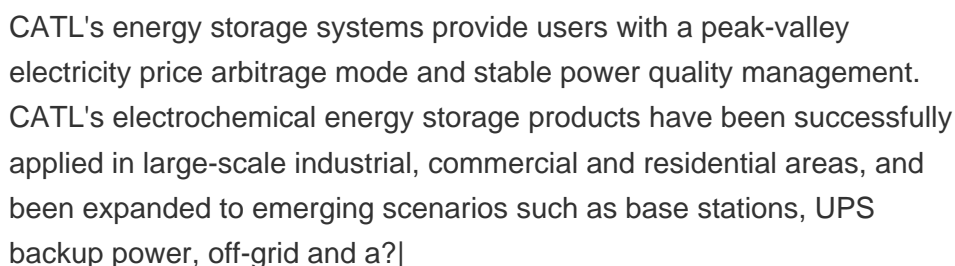 CATL's energy storage systems provide users with a peak-valley
electricity price arbitrage mode and stable power quality management.
CATL's electrochemical energy storage products have been successfully
applied in large-scale industrial, commercial and residential areas, and
been expanded to emerging scenarios such as base stations, UPS
backup power, off-grid and a?|